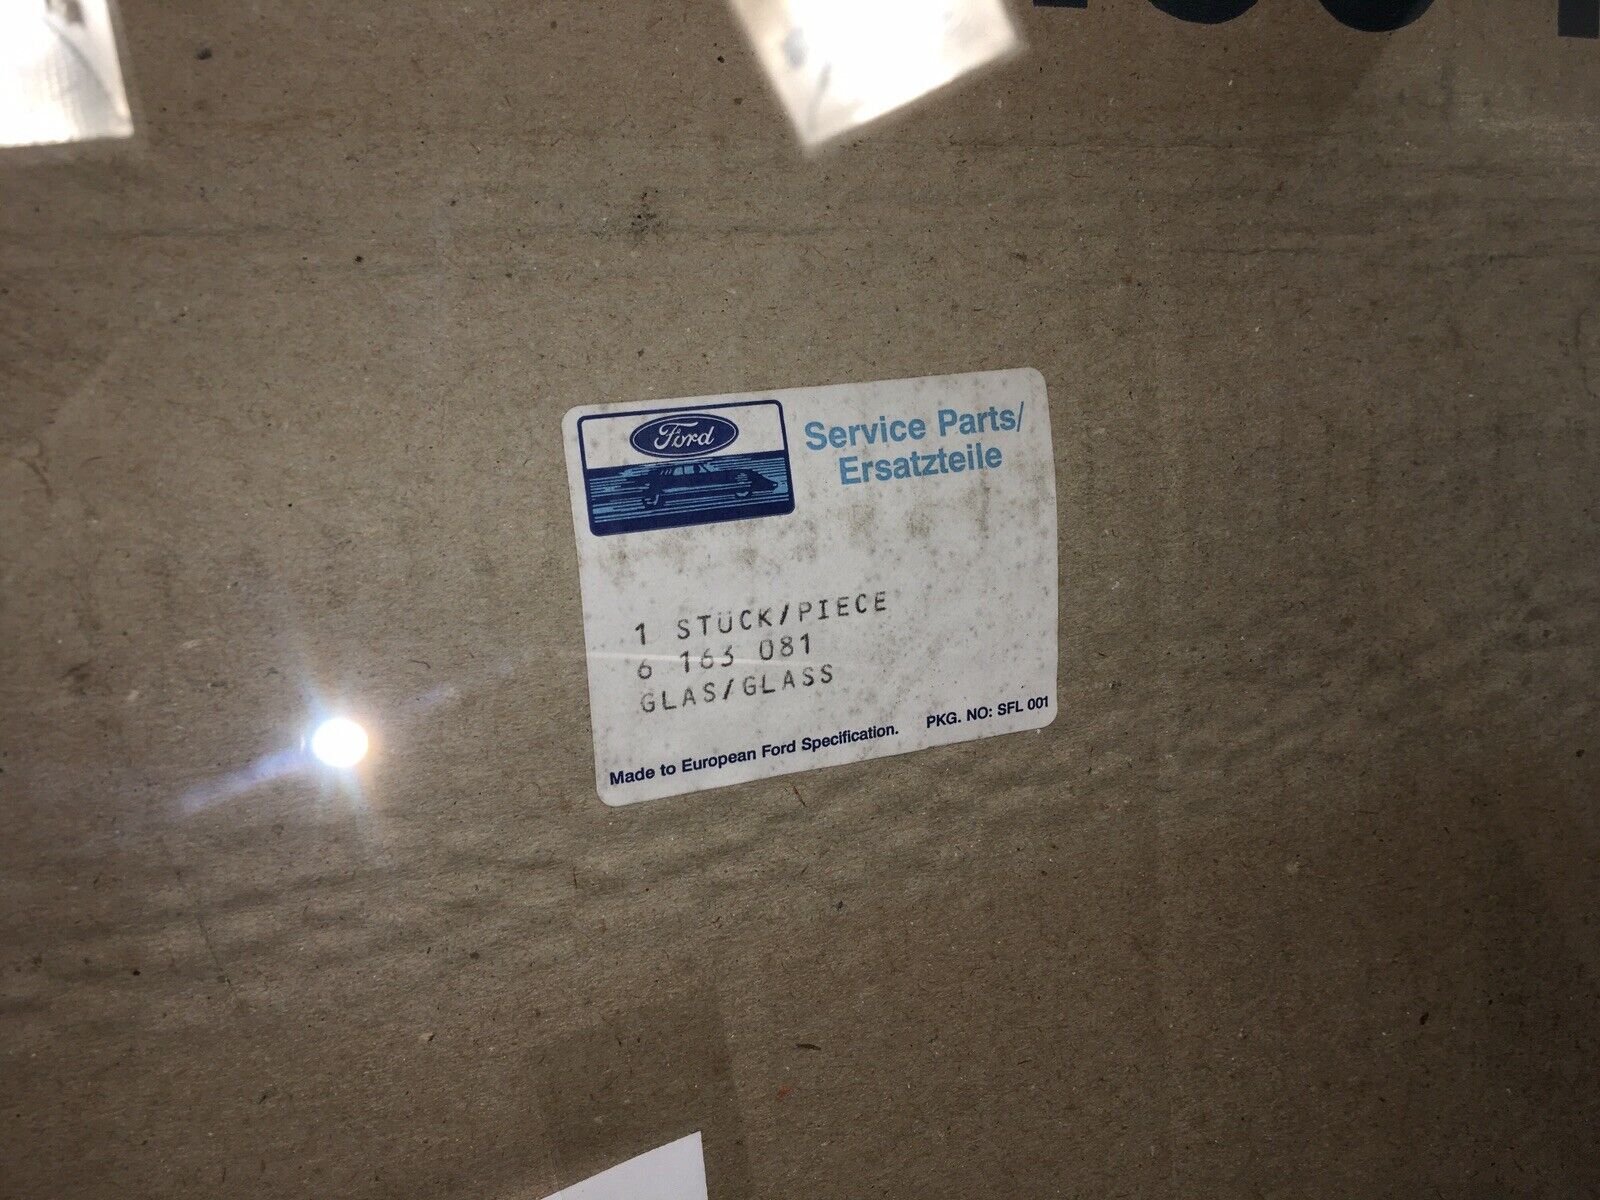 Ford
Service Parts/
Ersatzteile
1 STÜCK/PIECE
6 163 081
GLAS/GLASS
Made to European Ford Specification. PKG. NO: SFL 001